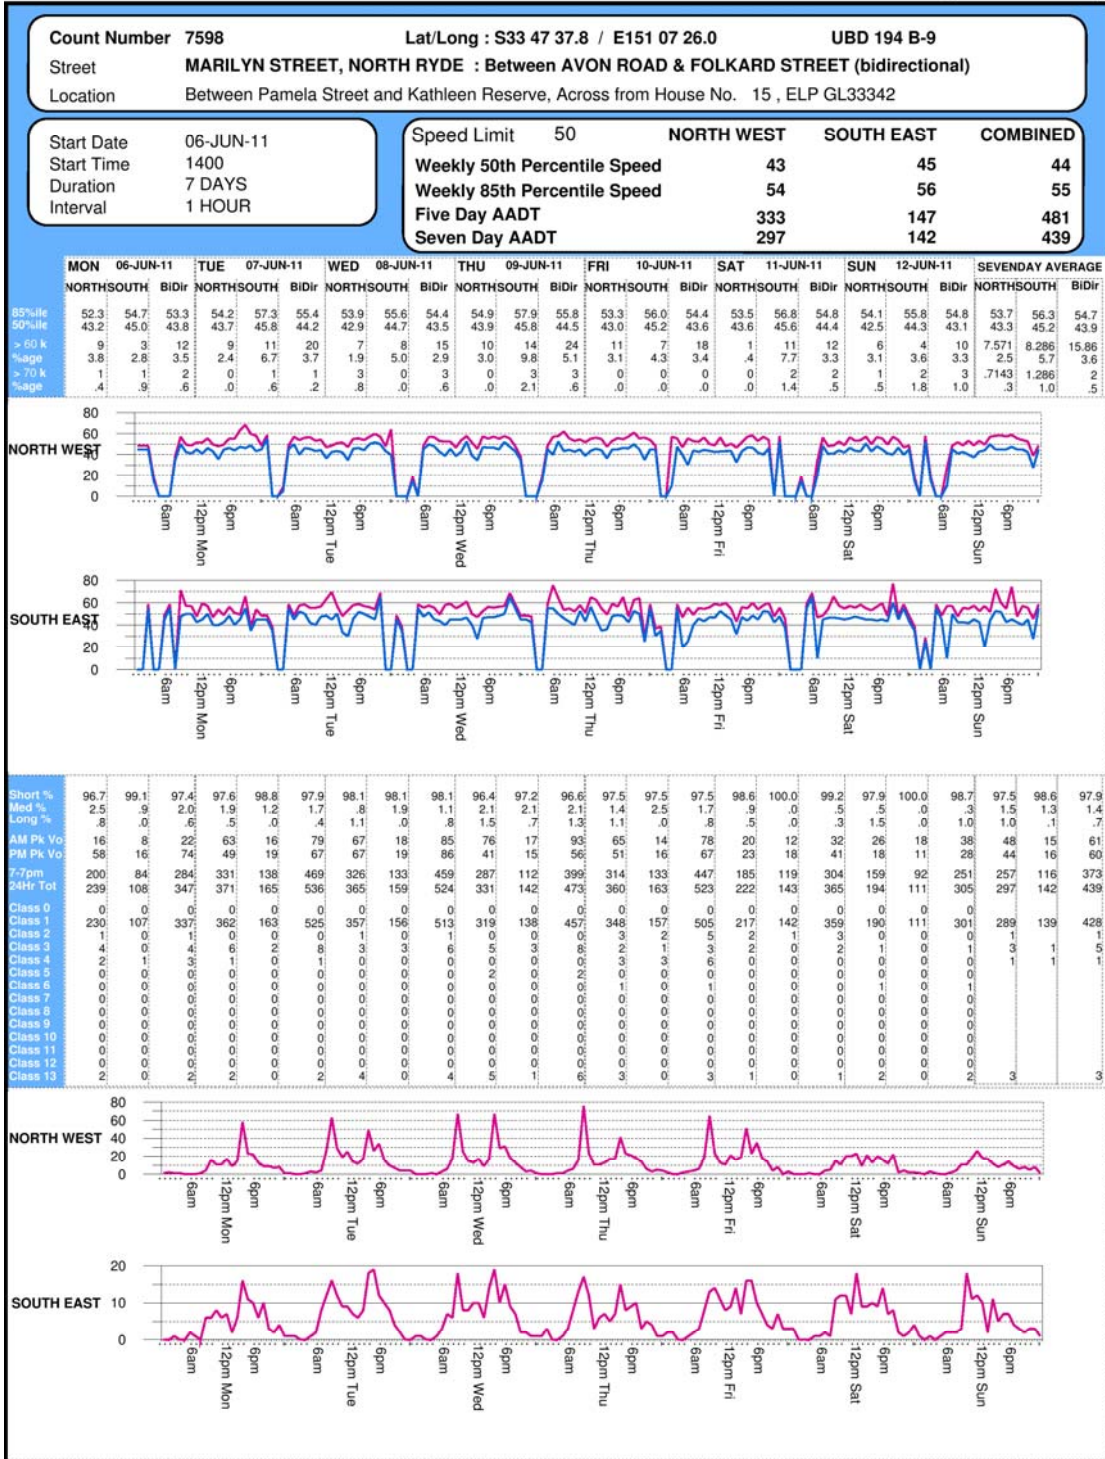 Count Number 7598 Lat/Long : S33 47 37.8 / E151 07 26.0 UBD 194 B-9
Street MARILYN STREET, NORTH RYDE : Between AVON ROAD & FOLKARD STREET (bidirectional)
Location Between Pamela Street and Kathleen Reserve, Across from House No. 15 , ELP GL33342
Start Date 06-JUN-11
Start Time 1400
Duration 7 DAYS
Interval 1 HOUR
Speed Limit 50 NORTH WEST SOUTH EAST COMBINED
Weekly 50th Percentile Speed 43 45 44
Weekly 85th Percentile Speed 54 56 55
Five Day AADT 333 147 481
Seven Day AADT 297 142 439
MON 06-JUN-11 TUE 07-JUN-11 WED 08-JUN-11 THU 09-JUN-11 FRI 10-JUN-11 SAT 11-JUN-11 SUN 12-JUN-11 SEVENDAY AVERAGE
NORTH SOUTH BiDir NORTH SOUTH BiDir NORTH SOUTH BiDir NORTH SOUTH BiDir NORTH SOUTH BiDir NORTH SOUTH BiDir NORTH SOUTH BiDir NORTH SOUTH BiDir
85%ile 52.3 54.7 53.3 54.2 57.3 55.4 53.9 55.6 54.4 54.9 57.9 55.8 53.3 56.0 54.4 53.5 56.8 54.8 54.1 55.8 54.8 53.7 56.3 54.7
50%ile 43.2 45.0 43.8 43.7 45.8 44.2 42.9 44.7 43.5 43.9 45.8 44.5 43.0 45.2 43.6 43.6 45.6 44.4 42.5 44.3 43.1 43.3 45.2 43.9
> 60 k 9 3 12 9 11 20 7 8 15 10 14 24 11 7 18 1 11 12 6 4 10 7.571 8.286 15.86
%age 3.8 2.8 3.5 2.4 6.7 3.7 1.9 5.0 2.9 3.0 9.8 5.1 3.1 4.3 3.4 .4 7.7 3.3 3.1 3.6 3.3 2.5 5.7 3.6
> 70 k 1 1 2 0 1 1 3 0 3 0 3 3 0 0 0 0 2 2 1 2 3 .7143 1.286 2
%age .4 .9 .6 .0 .6 .2 .8 .0 .6 .0 2.1 .6 .0 .0 .0 .0 1.4 .5 .5 1.8 1.0 .3 1.0 .5
80
60
NORTH WEST
40
20
0
6am 12pm Mon 6pm 6am 12pm Tue 6pm 6am 12pm Wed 6pm 6am 12pm Thu 6pm 6am 12pm Fri 6pm 6am 12pm Sat 6pm 6am 12pm Sun 6pm
80
60
SOUTH EAST
40
20
0
6am 12pm Mon 6pm 6am 12pm Tue 6pm 6am 12pm Wed 6pm 6am 12pm Thu 6pm 6am 12pm Fri 6pm 6am 12pm Sat 6pm 6am 12pm Sun 6pm
Short % 96.7 99.1 97.4 97.6 98.8 97.9 98.1 98.1 98.1 96.4 97.2 96.6 97.5 97.5 97.5 98.6 100.0 99.2 97.9 100.0 98.7 97.5 98.6 97.9
Med % 2.5 .9 2.0 1.9 1.2 1.7 .8 1.9 1.1 2.1 2.1 2.1 1.4 2.5 1.7 .9 .0 .5 .5 .0 .3 1.5 1.3 1.4
Long % .8 .0 .6 .5 .0 .4 1.1 .0 .8 1.5 .7 1.3 1.1 .0 .8 .5 .0 .3 1.5 .0 1.0 1.0 .1 .7
AM Pk Vo 16 8 22 63 16 79 67 18 85 76 17 93 65 14 78 20 12 32 26 18 38 48 15 61
PM Pk Vo 58 16 74 49 19 67 67 19 86 41 15 56 51 16 67 23 18 41 18 11 28 44 16 60
7-7pm 200 84 284 331 138 469 326 133 459 287 112 399 314 133 447 185 119 304 159 92 251 257 116 373
24Hr Tot 239 108 347 371 165 536 365 159 524 331 142 473 360 163 523 222 143 365 194 111 305 297 142 439
Class 0 0 0 0 0 0 0 0 0 0 0 0 0 0 0 0 0 0 0 0 0 0
Class 1 230 107 337 362 163 525 357 156 513 319 138 457 348 157 505 217 142 359 190 111 301 289 139 428
Class 2 1 0 1 0 0 0 1 0 1 0 0 0 3 2 5 2 1 3 0 0 0 1 1
Class 3 4 0 4 6 2 8 3 3 6 5 3 8 2 1 3 2 0 2 1 0 1 3 1 5
Class 4 2 1 3 1 0 1 0 0 0 0 0 0 3 3 6 0 0 0 0 0 0 1 1 1
Class 5 0 0 0 0 0 0 0 0 0 2 0 2 0 0 0 0 0 0 0 0 0
Class 6 0 0 0 0 0 0 0 0 0 0 0 0 1 0 1 0 0 0 1 0 1
Class 7 0 0 0 0 0 0 0 0 0 0 0 0 0 0 0 0 0 0 0 0 0
Class 8 0 0 0 0 0 0 0 0 0 0 0 0 0 0 0 0 0 0 0 0 0
Class 9 0 0 0 0 0 0 0 0 0 0 0 0 0 0 0 0 0 0 0 0 0
Class 10 0 0 0 0 0 0 0 0 0 0 0 0 0 0 0 0 0 0 0 0 0
Class 11 0 0 0 0 0 0 0 0 0 0 0 0 0 0 0 0 0 0 0 0 0
Class 12 0 0 0 0 0 0 0 0 0 0 0 0 0 0 0 0 0 0 0 0 0
Class 13 2 0 2 2 0 2 4 0 4 5 1 6 3 0 3 1 0 1 2 0 2 3 3
80
60
NORTH WEST 40
20
0
6am 12pm Mon 6pm 6am 12pm Tue 6pm 6am 12pm Wed 6pm 6am 12pm Thu 6pm 6am 12pm Fri 6pm 6am 12pm Sat 6pm 6am 12pm Sun 6pm
20
SOUTH EAST 10
0
6am 12pm Mon 6pm 6am 12pm Tue 6pm 6am 12pm Wed 6pm 6am 12pm Thu 6pm 6am 12pm Fri 6pm 6am 12pm Sat 6pm 6am 12pm Sun 6pm